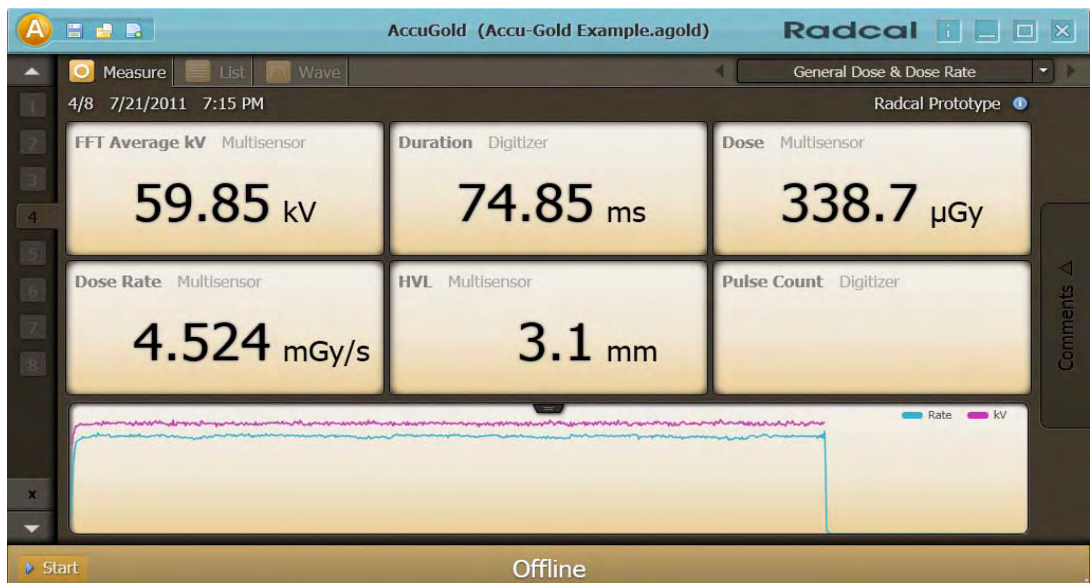 A AccuGold (Accu-Gold Example.agold) Radcal i
Measure List Wave General Dose & Dose Rate
4/8 7/21/2011 7:15 PM Radcal Prototype i
1
2
3
4
5
6
7
8
x
FFT Average kV Multisensor
59.85 kV
Duration Digitizer
74.85 ms
Dose Multisensor
338.7 µGy
Dose Rate Multisensor
4.524 mGy/s
HVL Multisensor
3.1 mm
Pulse Count Digitizer
Comments
Rate kV
Start Offline